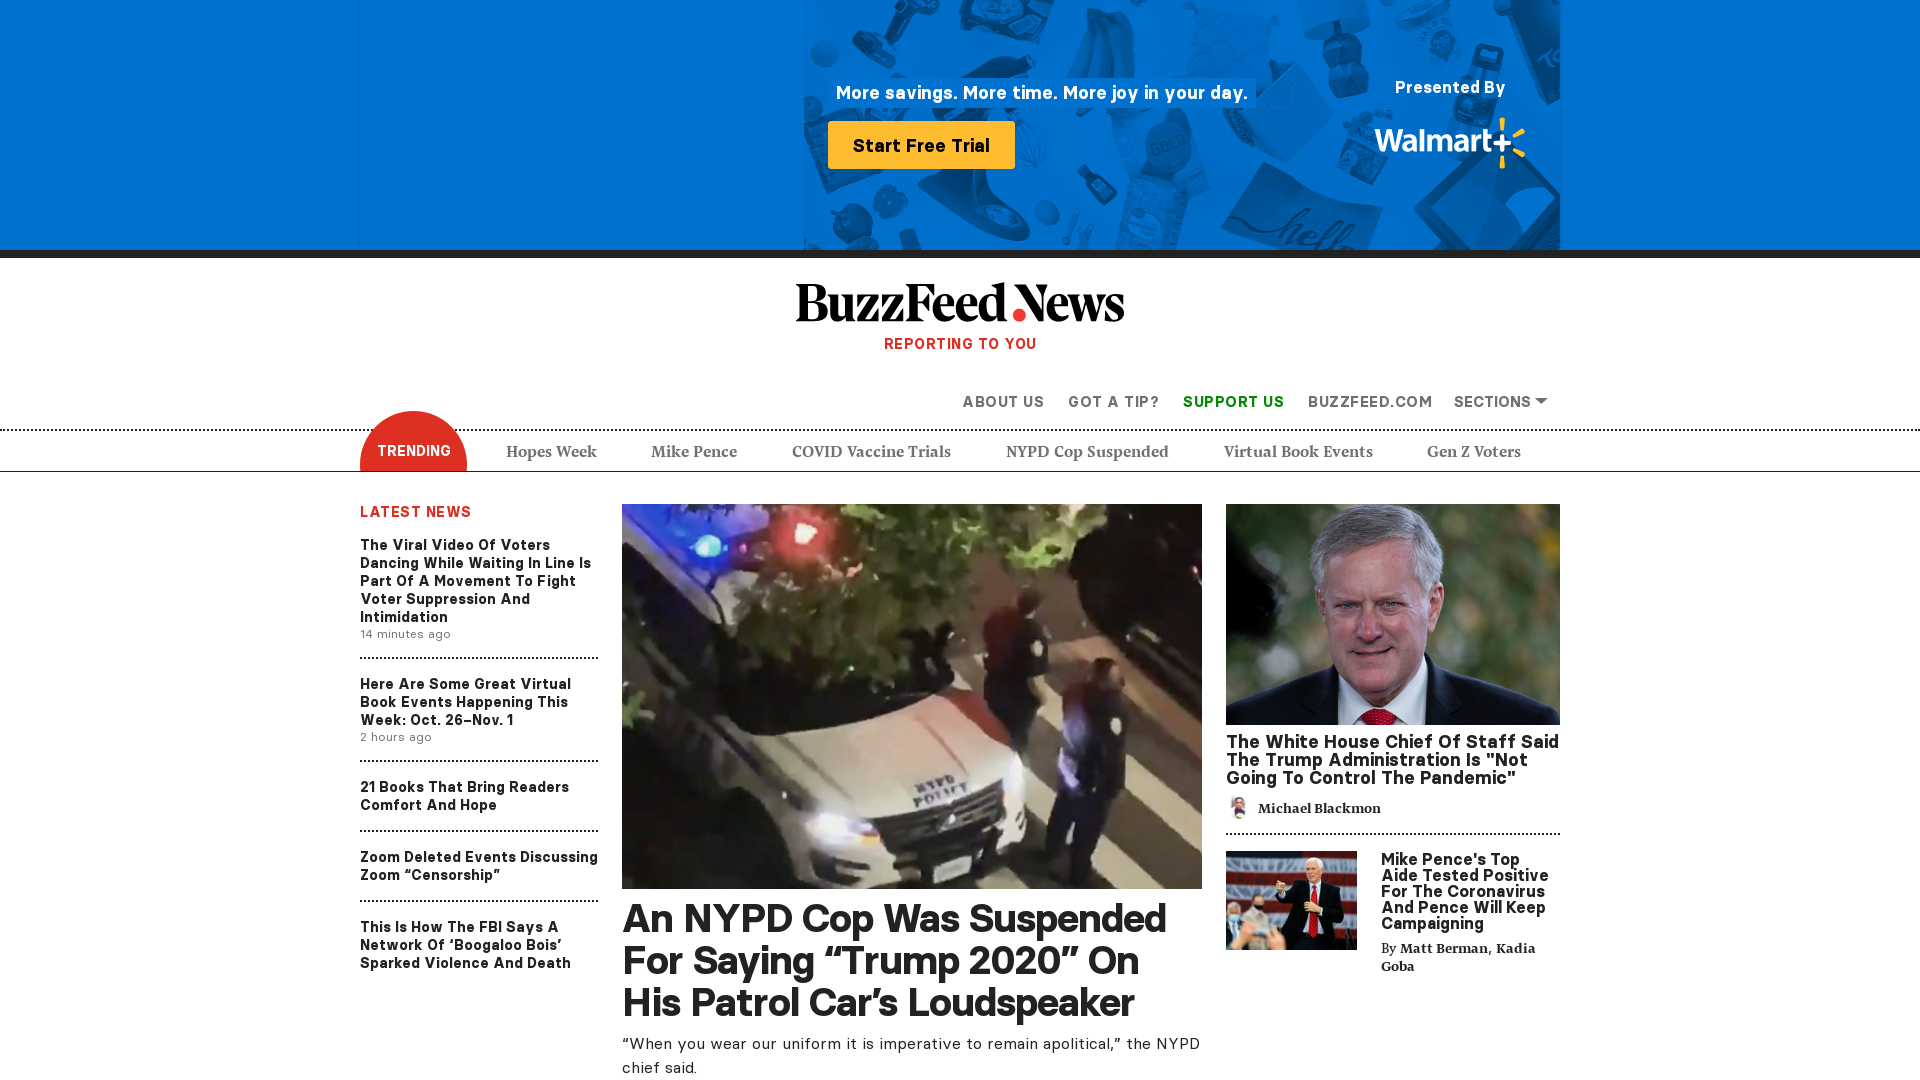 More savings. More time. More joy in your day.
Start Free Trial
Presented By
Walmart+
HALO
280
GOLD
hello
BuzzFeed News
REPORTING TO YOU
ABOUT US
GOT A TIP?
SUPPORT US
BUZZFEED.COM
SECTIONS
TRENDING
Hopes Week
Mike Pence
COVID Vaccine Trials
NYPD Cop Suspended
Virtual Book Events
Gen Z Voters
LATEST NEWS
The Viral Video Of Voters
Dancing While Waiting In Line Is
Part Of A Movement To Fight
Voter Suppression And
Intimidation
14 minutes ago
Here Are Some Great Virtual
Book Events Happening This
Week: Oct. 26–Nov. 1
2 hours ago
21 Books That Bring Readers
Comfort And Hope
Zoom Deleted Events Discussing
Zoom “Censorship”
This Is How The FBI Says A
Network Of ‘Boogaloo Bois’
Sparked Violence And Death
NYPD
POLICE
An NYPD Cop Was Suspended
For Saying “Trump 2020” On
His Patrol Car’s Loudspeaker
“When you wear our uniform it is imperative to remain apolitical,” the NYPD
chief said.
The White House Chief Of Staff Said
The Trump Administration Is "Not
Going To Control The Pandemic"
Michael Blackmon
Mike Pence's Top
Aide Tested Positive
For The Coronavirus
And Pence Will Keep
Campaigning
By Matt Berman, Kadia
Goba